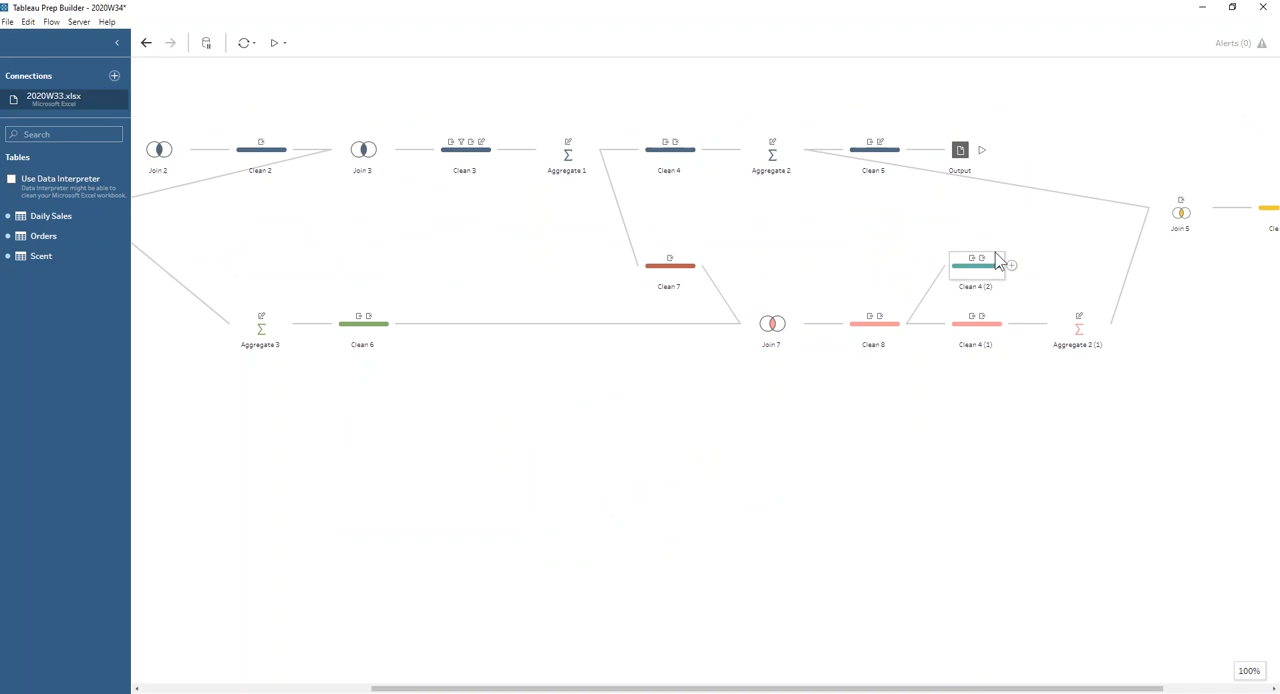 Tableau Prep Builder - 2020W34*
File Edit Flow Server Help
Alerts (0)
Connections
2020W33.xlsx
Microsoft Excel
Search
Tables
Use Data Interpreter
Data Interpreter might be able to
clean your Microsoft Excel workbook.
Daily Sales
Orders
Scent
Join 2
Clean 2
Join 3
Clean 3
Aggregate 1
Clean 4
Aggregate 2
Clean 5
Output
Join 5
Cle
Clean 7
Clean 4 (2)
Aggregate 3
Clean 6
Join 7
Clean 8
Clean 4 (1)
Aggregate 2 (1)
100%